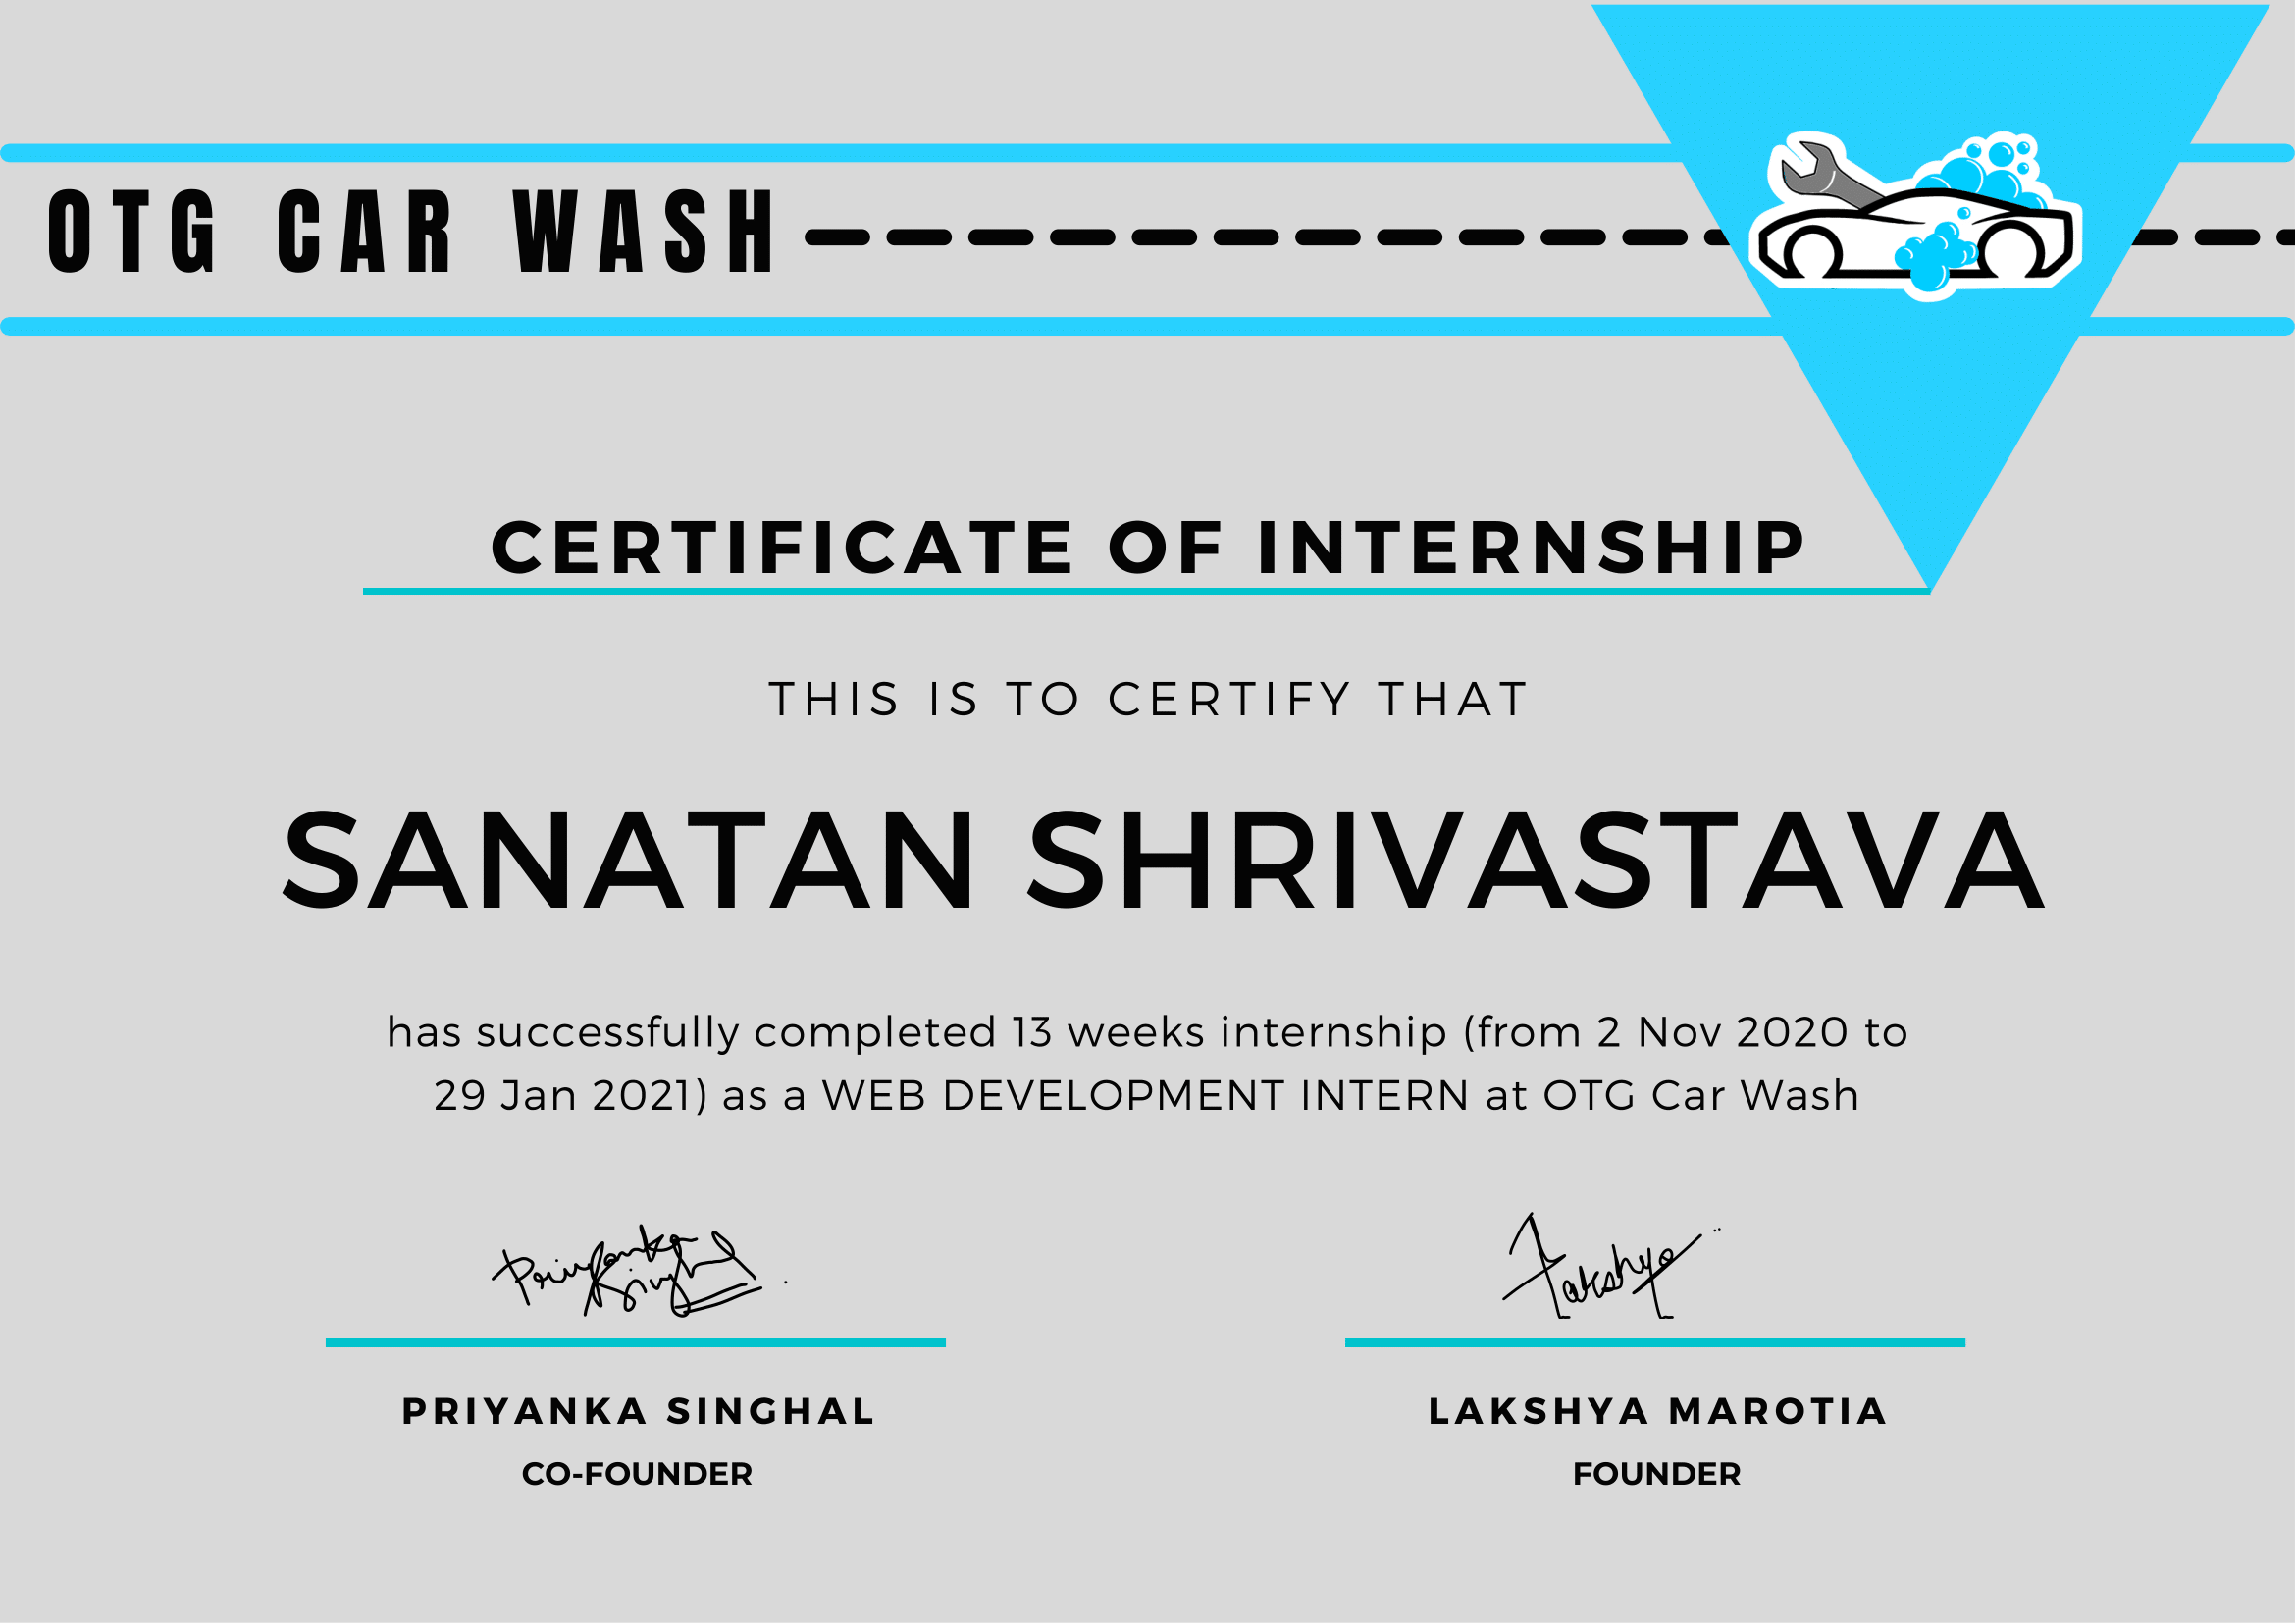 OTG CAR WASH
CERTIFICATE OF INTERNSHIP
THIS IS TO CERTIFY THAT
SANATAN SHRIVASTAVA
has successfully completed 13 weeks internship (from 2 Nov 2020 to
29 Jan 2021) as a WEB DEVELOPMENT INTERN at OTG Car Wash
Priyanka Singhal
Lakshya
PRIYANKA SINGHAL
LAKSHYA MAROTIA
CO-FOUNDER
FOUNDER